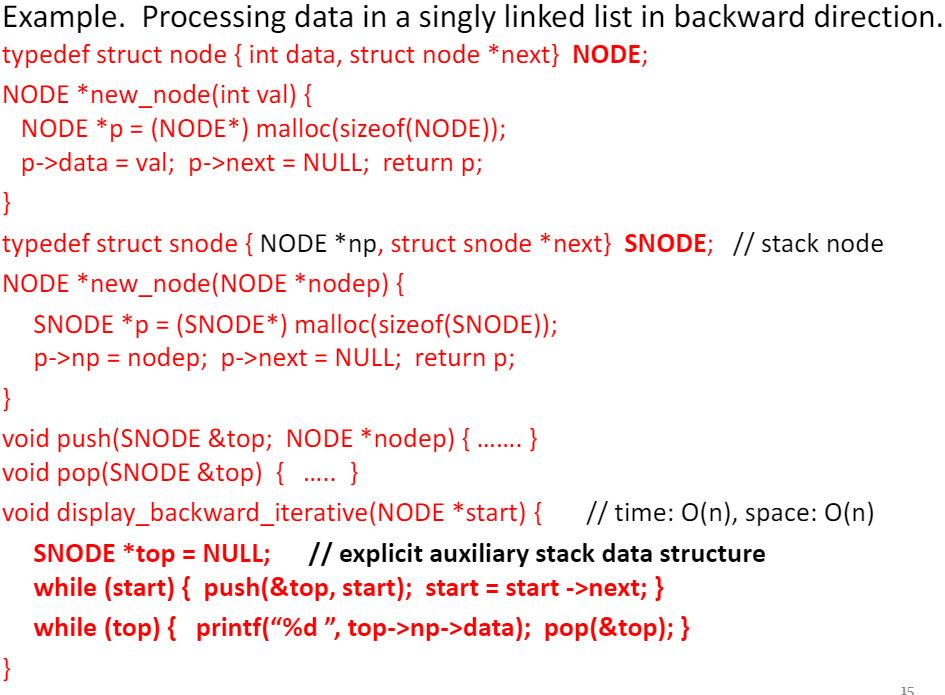 Example.  Processing data in a singly linked list in backward direction.
typedef struct node { int data, struct node *next}  NODE;
NODE *new_node(int val) {
NODE *p = (NODE*) malloc(sizeof(NODE));
p->data = val;  p->next = NULL;  return p;
}
typedef struct snode { NODE *np, struct snode *next}  SNODE;   // stack node
NODE *new_node(NODE *nodep) {
SNODE *p = (SNODE*) malloc(sizeof(SNODE));
p->np = nodep;  p->next = NULL;  return p;
}
void push(SNODE &top;  NODE *nodep) { ……. }
void pop(SNODE &top)  {   …..  }
void display_backward_iterative(NODE *start) {      // time: O(n), space: O(n)
SNODE *top = NULL;     // explicit auxiliary stack data structure
while (start) {  push(&top, start);  start = start ->next; }
while (top) {   printf(“%d ”, top->np->data);  pop(&top); }
}
15